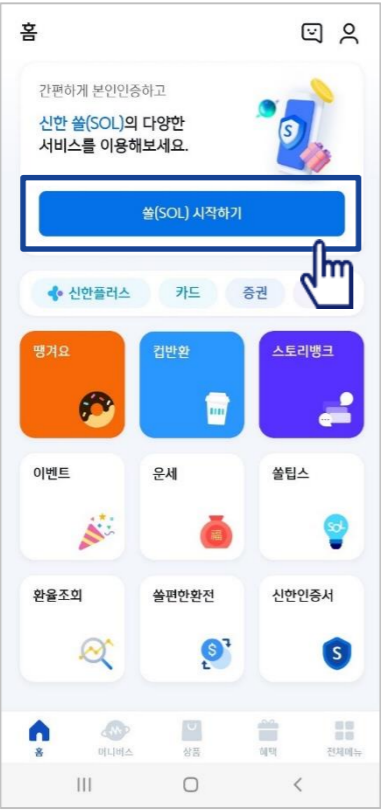 홈
간편하게 본인인증하고
신한 쏠(SOL)의 다양한
서비스를 이용해보세요.
S
쏠(SOL) 시작하기
신한플러스 카드 증권
땡겨요 컵반환 스토리뱅크
이벤트 운세 쏠팁스
SOL
환율조회 쏠편한환전 신한인증서
$ S
홈 머니버스 상품 혜택 전체메뉴